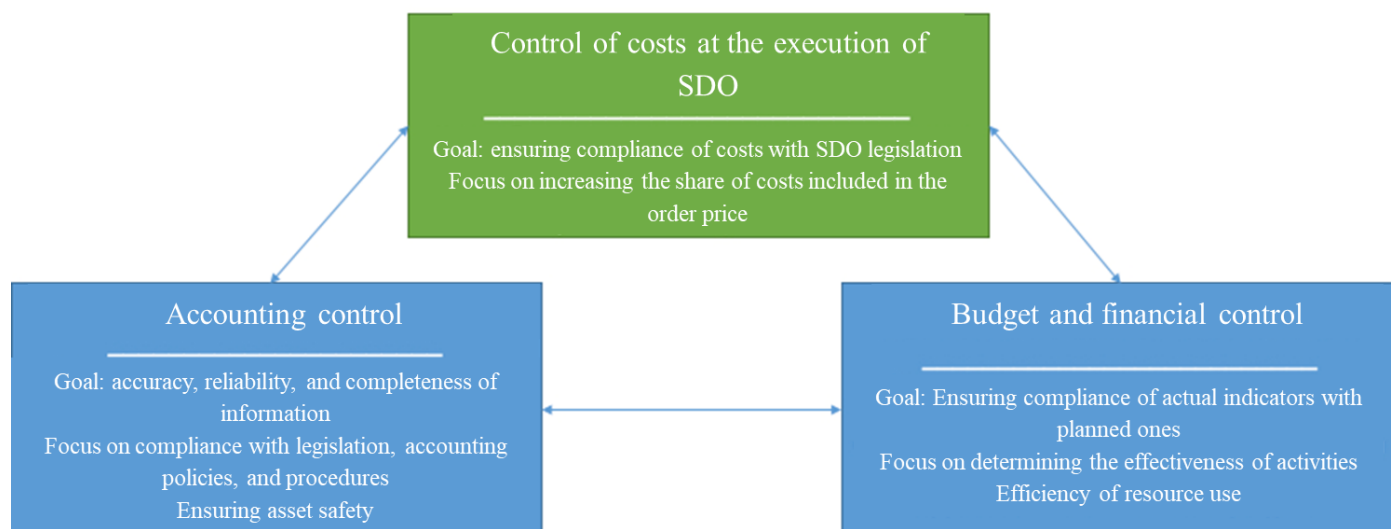 Control of costs at the execution of
SDO
Goal: ensuring compliance of costs with SDO legislation
Focus on increasing the share of costs included in the
order price
Accounting control
Goal: accuracy, reliability, and completeness of
information
Focus on compliance with legislation, accounting
policies, and procedures
Ensuring asset safety
Budget and financial control
Goal: Ensuring compliance of actual indicators with
planned ones
Focus on determining the effectiveness of activities
Efficiency of resource use